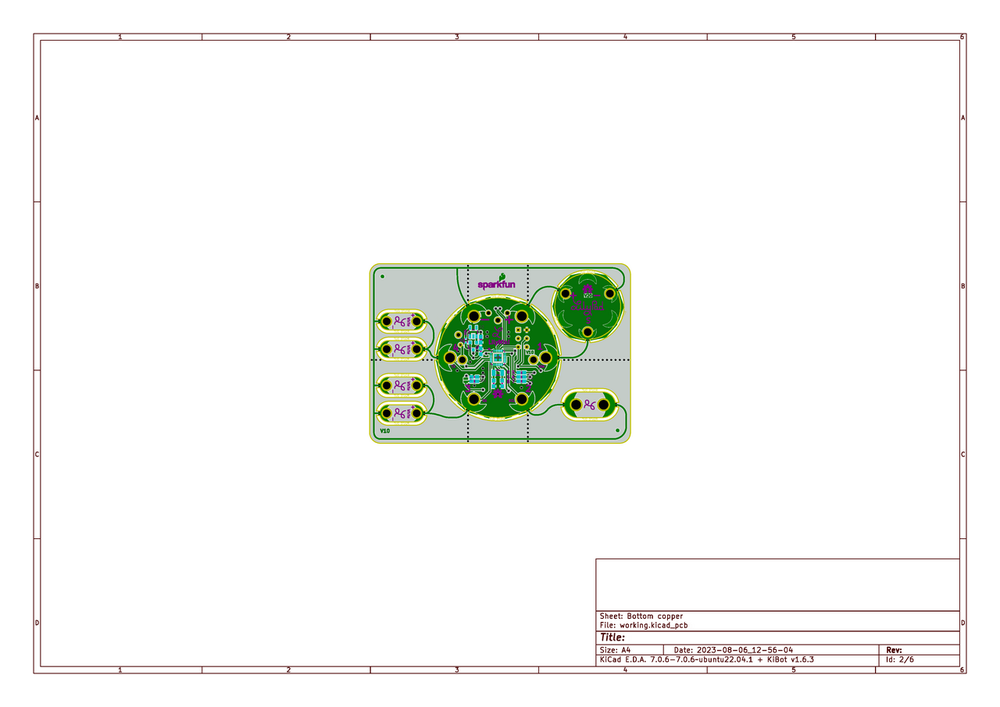 1 2 3 4 5 6
A A
sparkfun
B B
V10
C C
Sheet: Bottom copper
File: working.kicad_pcb
D D
Title:
Size: A4 Date: 2023-08-06_12-56-04 Rev:
KiCad E.D.A. 7.0.6-7.0.6-ubuntu22.04.1 + KiBot v1.6.3 Id: 2/6
1 2 3 4 5 6